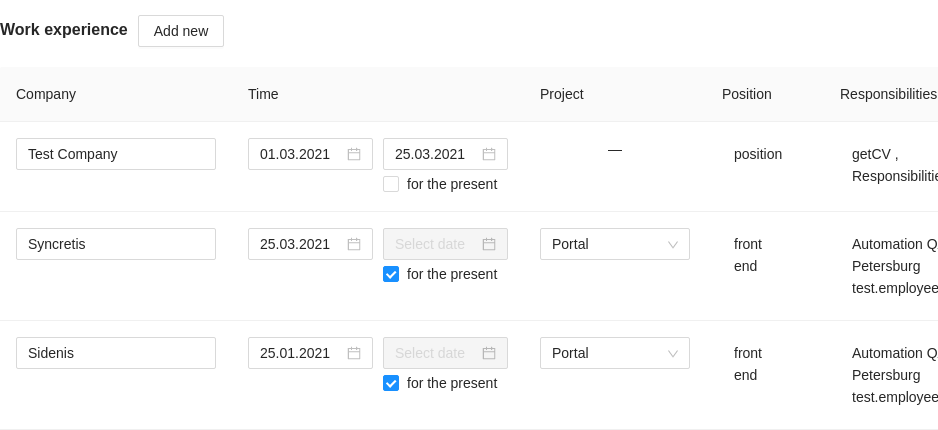 Work experience Add new
Company Time Project Position Responsibilities
Test Company 01.03.2021 25.03.2021 — position getCV ,
for the present Responsibilitie
Syncretis 25.03.2021 Select date Portal front Automation Q
for the present end Petersburg
test.employee
Sidenis 25.01.2021 Select date Portal front Automation Q
for the present end Petersburg
test.employee